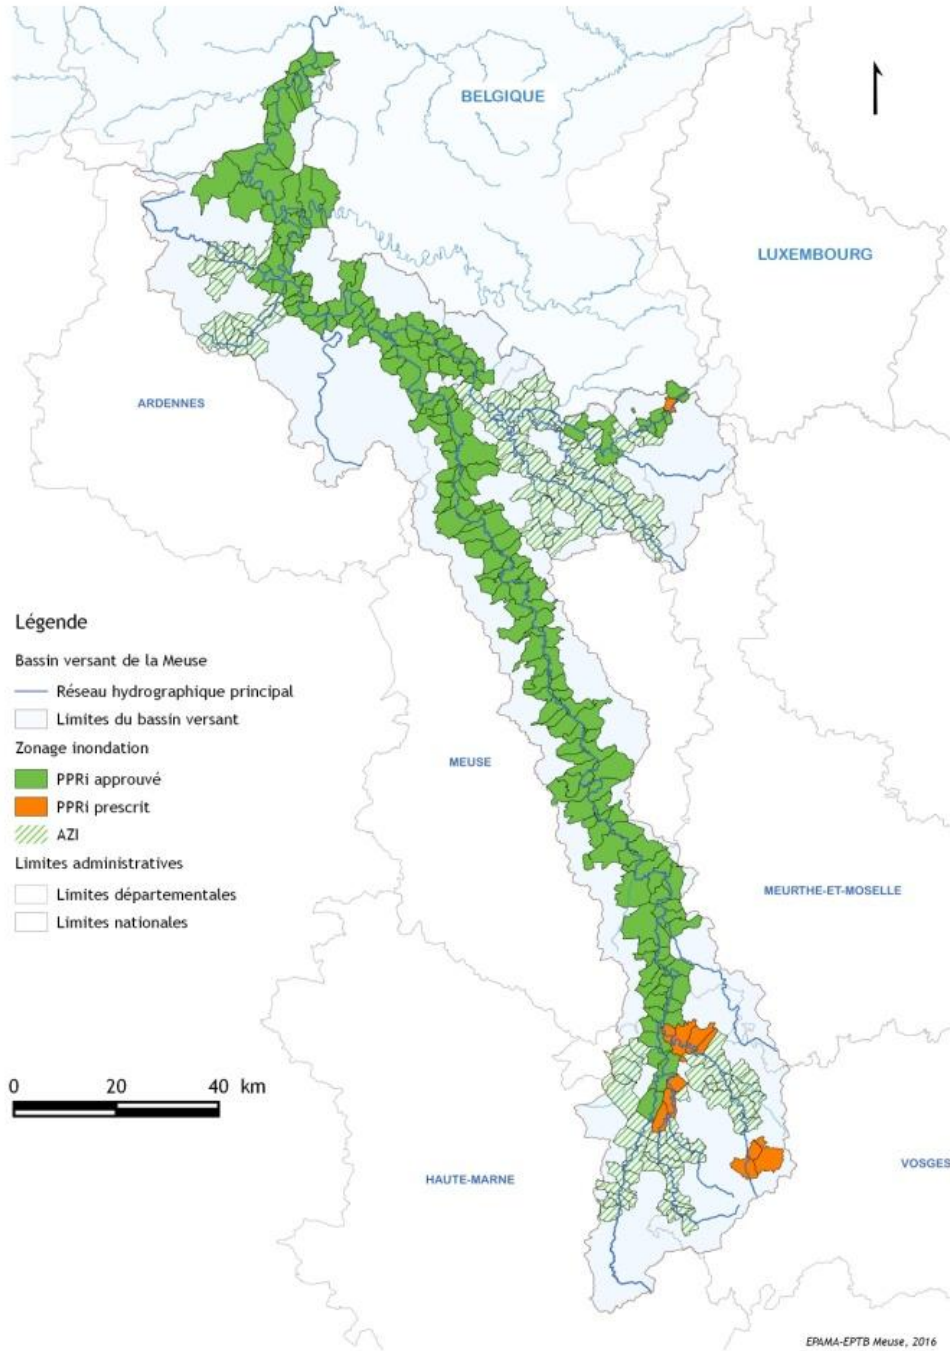 BELGIQUE
LUXEMBOURG
ARDENNES
Légende
Bassin versant de la Meuse
Réseau hydrographique principal
Limites du bassin versant
Zonage inondation
PPRi approuvé
PPRi prescrit
AZI
Limites administratives
Limites départementales
Limites nationales
MEUSE
MEURTHE-ET-MOSELLE
0 20 40 km
HAUTE-MARNE
VOSGES
EPAMA-EPTB Meuse, 2016